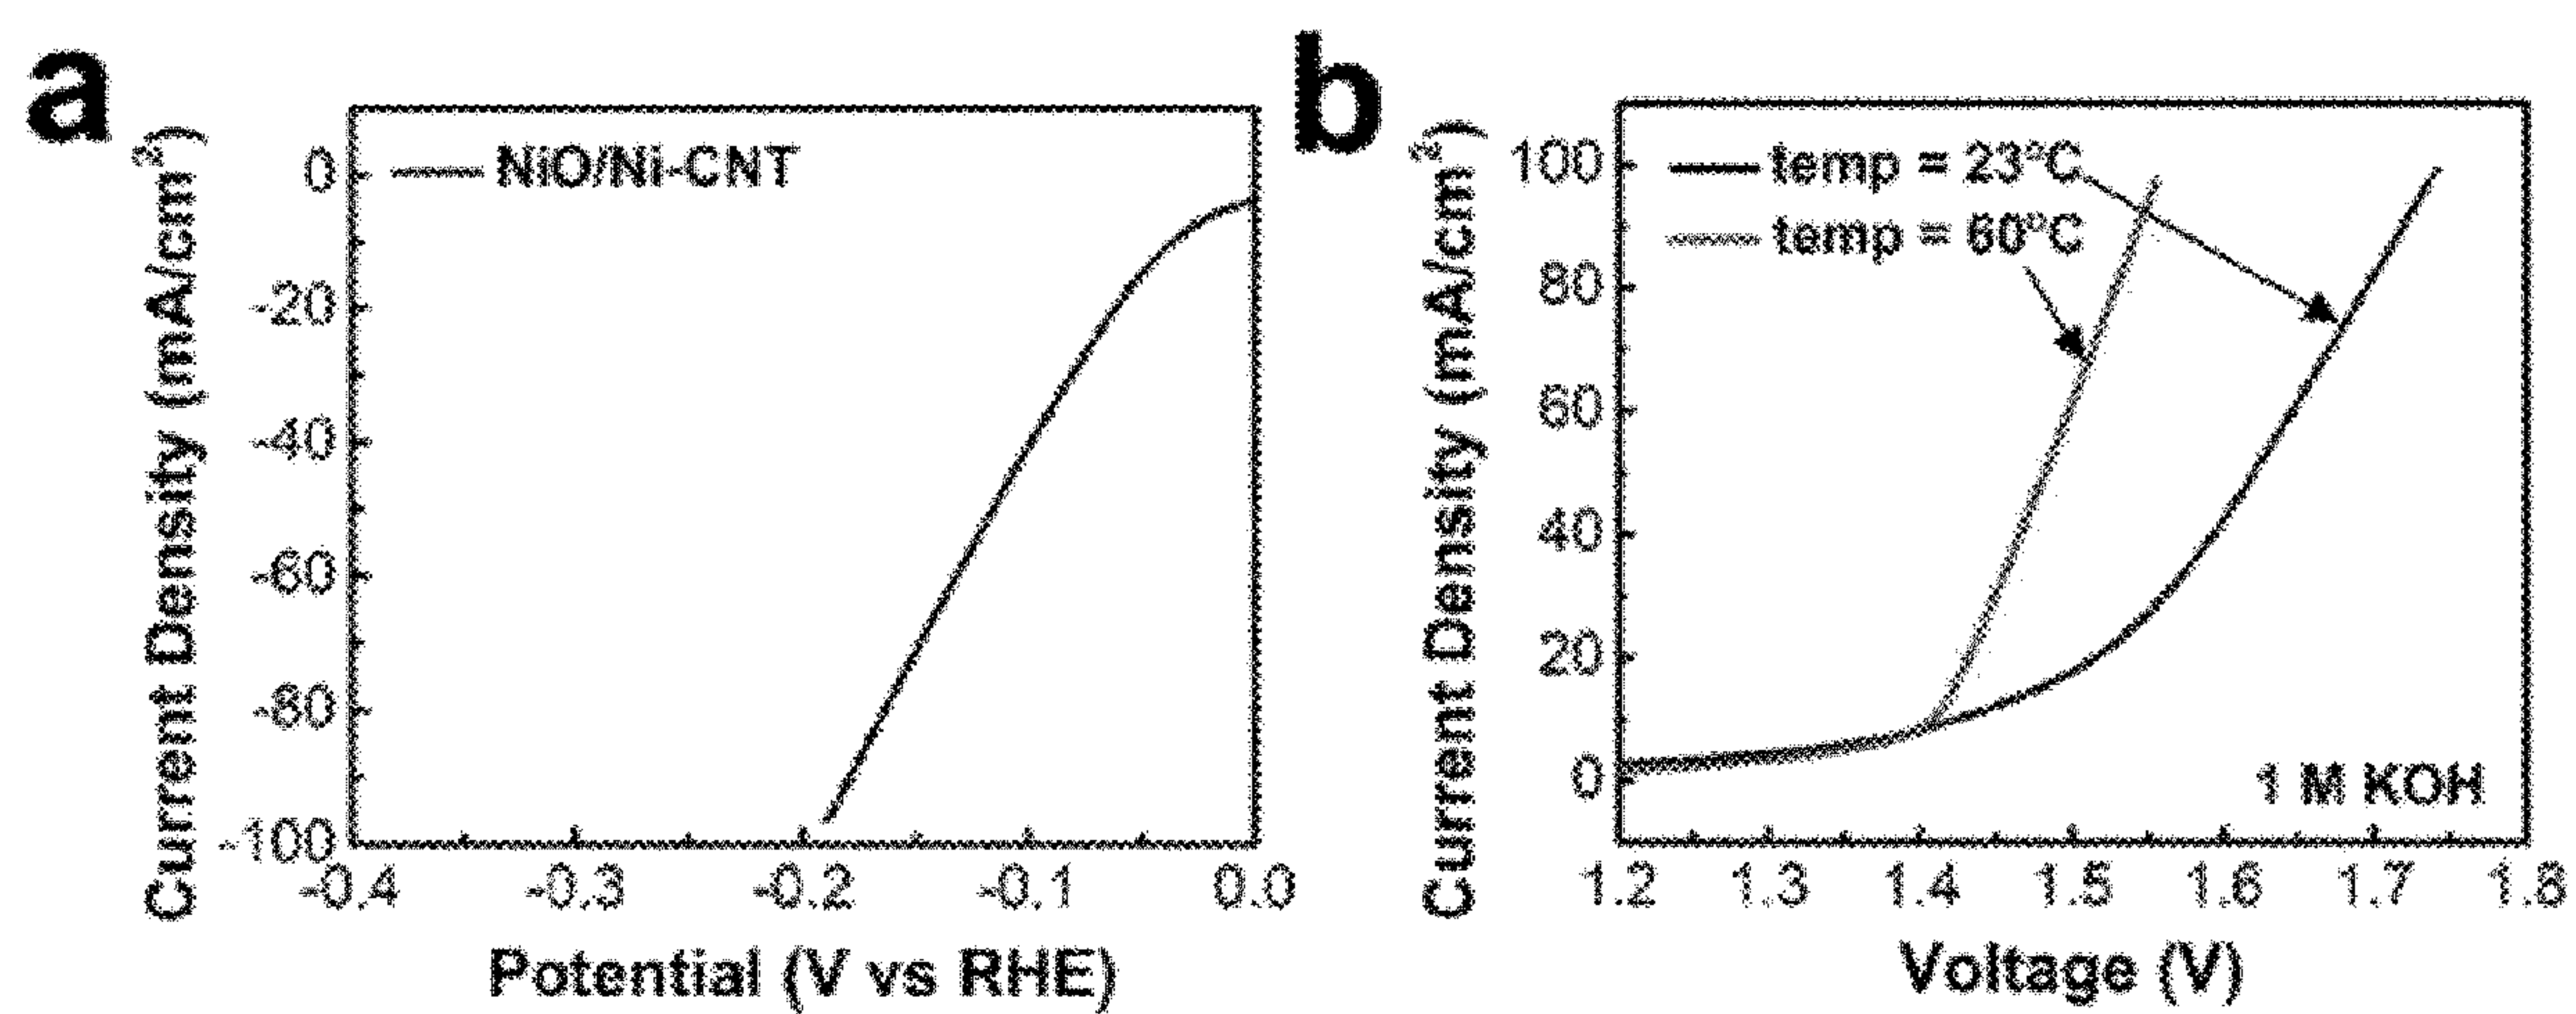 a
Current Density (mA/cm²)
0
-20
-40
-60
-80
-100
NiO/Ni-CNT
-0.4 -0.3 -0.2 -0.1 0.0
Potential (V vs RHE)
b
Current Density (mA/cm²)
100
80
60
40
20
0
temp = 23°C
temp = 60°C
1 M KOH
1.2 1.3 1.4 1.5 1.6 1.7 1.8
Voltage (V)